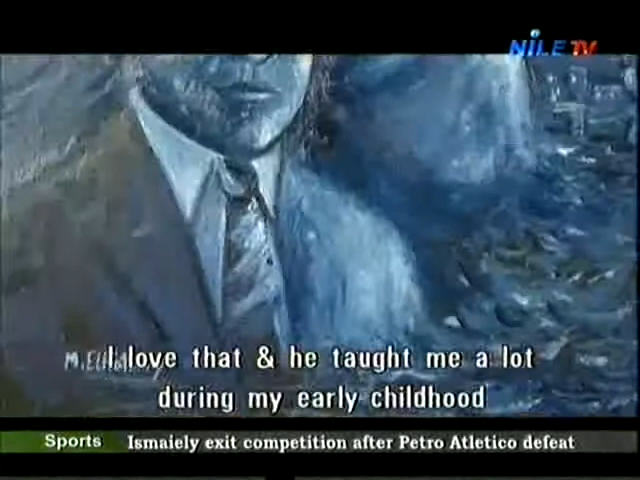 NiLE TV
I love that & he taught me a lot
during my early childhood
Sports Ismaiely exit competition after Petro Atletico defeat